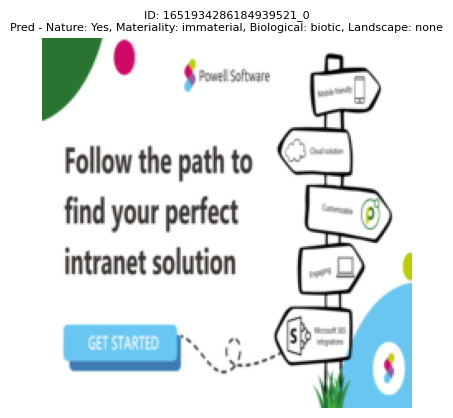 ID: 1651934286184939521_0
Pred - Nature: Yes, Materiality: immaterial, Biological: biotic, Landscape: none
Powell Software
Mobile friendly
Cloud solution
Follow the path to
find your perfect
intranet solution
Customizable
Engaging
GET STARTED
Microsoft 365
integrations